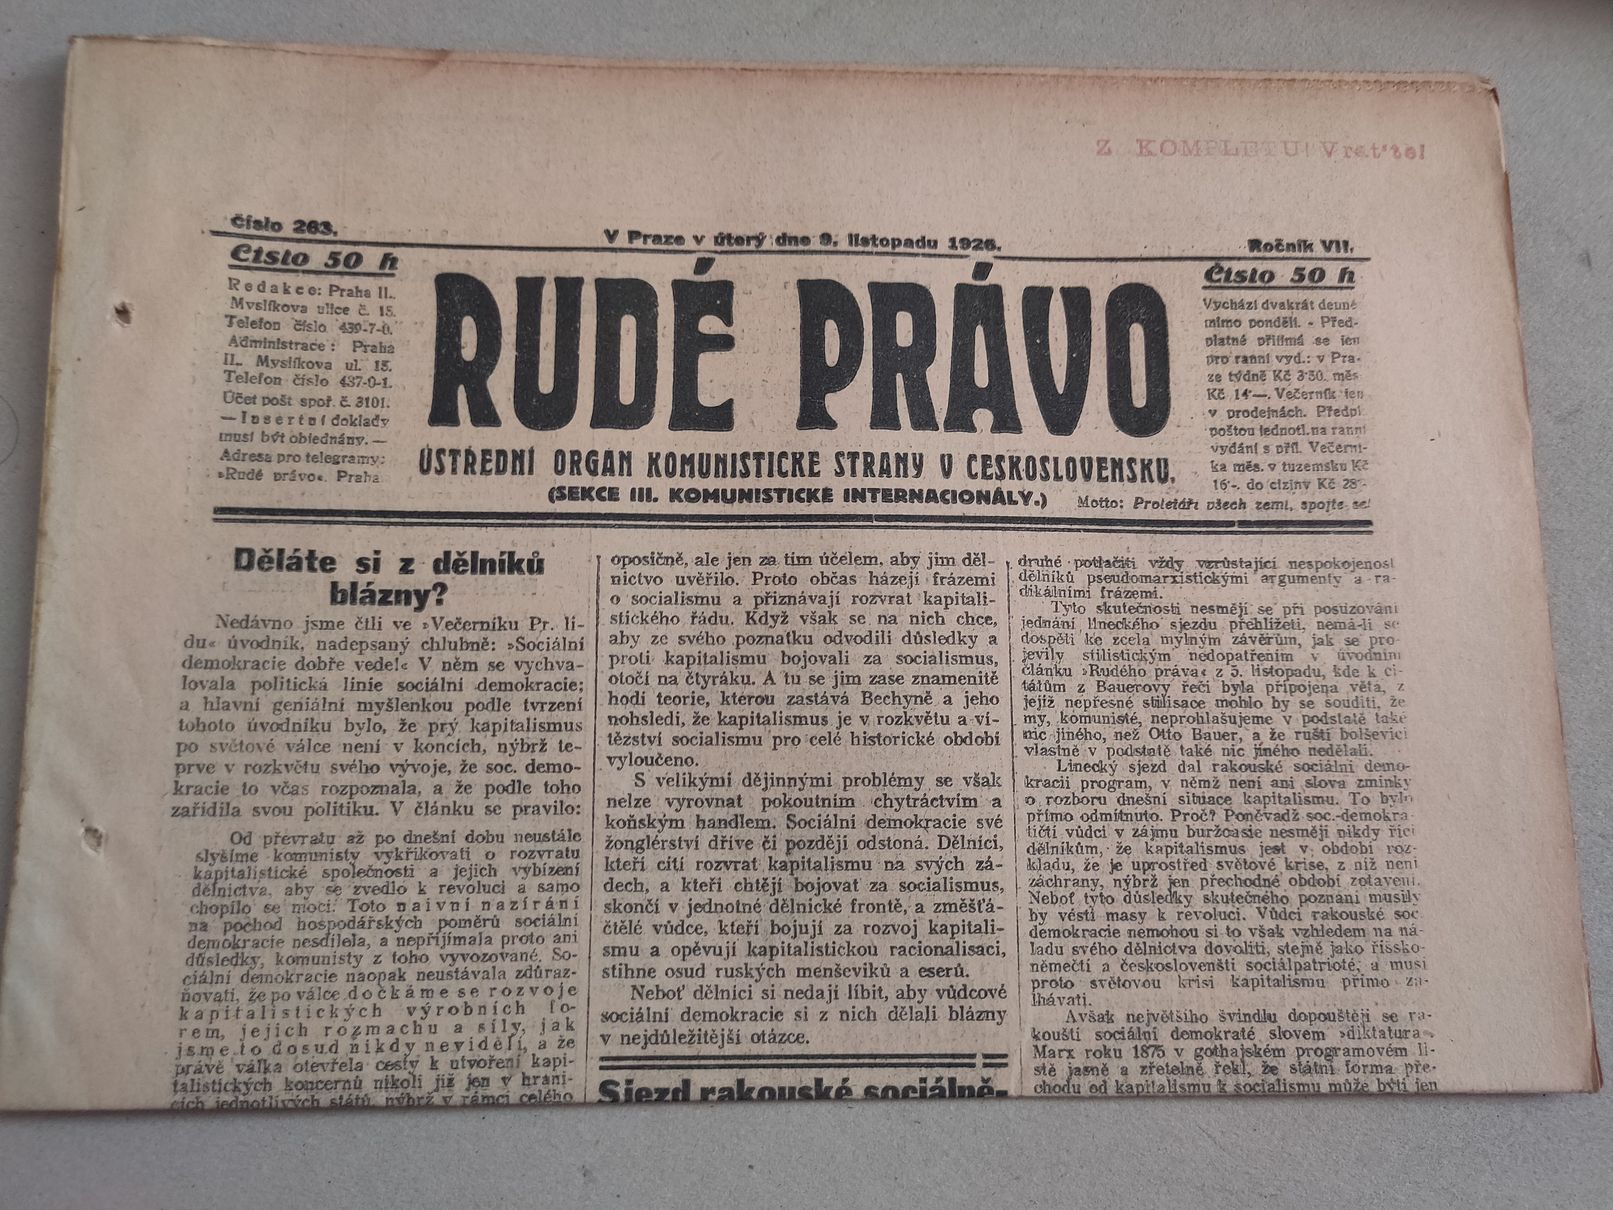 Z KOMPLETU! Vrat'te!
Číslo 263.
V Praze v úterý dne 9. listopadu 1926.
Ročník VII.
Číslo 50 h
Redakce: Praha II.,
Myslíkova ulice č. 15.
Telefon číslo 439-7-0.
Administrace: Praha
II., Myslíkova ul. 15.
Telefon číslo 437-0-1.
Účet pošt. spoř. č. 3101.
— Insertní doklady
musí být objednány. —
Adresa pro telegramy:
»Rudé právo«, Praha
RUDÉ PRÁVO
ÚSTŘEDNÍ ORGÁN KOMUNISTICKÉ STRANY V ČESKOSLOVENSKU.
(SEKCE III. KOMUNISTICKÉ INTERNACIONÁLY.)
Motto: Proletáři všech zemí, spojte se!
Číslo 50 h
Vychází dvakrát denně
mimo pondělí. - Před-
platné přijímá se jen
pro ranní vyd.: v Pra-
ze týdně Kč 3·50, měs.
Kč 14·—. Večerník jen
v prodejnách. Předpl.
poštou jednotl. na ranní
vydání s příl. Večerní-
ka měs. v tuzemsku Kč
16·-, do ciziny Kč 28·-
Děláte si z dělníků
blázny?
Nedávno jsme četli ve »Večerníku Pr. li-
du« úvodník, nadepsaný chlubně: »Sociální
demokracie dobře vede!« V něm se vychva-
lovala politická linie sociální demokracie;
a hlavní geniální myšlenkou podle tvrzení
tohoto úvodníku bylo, že prý kapitalismus
po světové válce není v koncích, nýbrž te-
prve v rozkvětu svého vývoje, že soc. demo-
kracie to včas rozpoznala, a že podle toho
zařídila svou politiku. V článku se pravilo:
Od převratu až po dnešní dobu neustále
slyšíme komunisty vykřikovati o rozvratu
kapitalistické společnosti a jejich vybízení
dělnictva, aby se zvedlo k revoluci a samo
chopilo se moci. Toto naivní nazírání
na pochod hospodářských poměrů sociální
demokracie nesdílela, a nepřijímala proto ani
důsledky, komunisty z toho vyvozované. So-
ciální demokracie naopak neustávala zdůraz-
ňovati, že po válce dočkáme se rozvoje
kapitalistických výrobních fo-
rem, jejich rozmachu a síly, jak
jsme to dosud nikdy neviděli, a že
právě válka otevřela cesty k utvoření kapi-
talistických koncernů nikoli již jen v hrani-
cích jednotlivých států, nýbrž v rámci celého
oposičně, ale jen za tím účelem, aby jim děl-
nictvo uvěřilo. Proto občas házejí frázemi
o socialismu a přiznávají rozvrat kapitali-
stického řádu. Když však se na nich chce,
aby ze svého poznatku odvodili důsledky a
proti kapitalismu bojovali za socialismus,
otočí na čtyráku. A tu se jim zase znamenitě
hodí teorie, kterou zastává Bechyně a jeho
nohsledi, že kapitalismus je v rozkvětu a ví-
tězství socialismu pro celé historické období
vyloučeno.
S velikými dějinnými problémy se však
nelze vyrovnat pokoutním chytráctvím a
koňským handlem. Sociální demokracie své
žonglérství dříve či později odstoná. Dělníci,
kteří cítí rozvrat kapitalismu na svých zá-
dech, a kteří chtějí bojovat za socialismus,
skončí v jednotné dělnické frontě, a změšťá-
čtělé vůdce, kteří bojují za rozvoj kapitali-
smu a opěvují kapitalistickou racionalisaci,
stihne osud ruských menševiků a eserů.
Neboť dělníci si nedají líbit, aby vůdcové
sociální demokracie si z nich dělali blázny
v nejdůležitější otázce.
Sjezd rakouské sociálně-
druhé potlačiti vždy vzrůstající nespokojenost
dělníků pseudomarxistickými argumenty a ra-
dikálními frázemi.
Tyto skutečnosti nesmějí se při posuzování
jednání lineckého sjezdu přehlížeti, nemá-li se
dospěti ke zcela mylným závěrům, jak se pro-
jevily stilistickým nedopatřením v úvodním
článku »Rudého práva« z 5. listopadu, kde k ci-
tátům z Bauerovy řeči byla připojena věta, z
jejíž nepřesné stilisace mohlo by se souditi, že
my, komunisté, neprohlašujeme v podstatě také
nic jiného, než Otto Bauer, a že ruští bolševici
vlastně v podstatě také nic jiného nedělali.
Linecký sjezd dal rakouské sociální demo-
kracii program, v němž není ani slova zmínky
o rozboru dnešní situace kapitalismu. To bylo
přímo odmítnuto. Proč? Poněvadž soc.-demokra-
tičtí vůdci v zájmu buržoasie nesmějí nikdy říci
dělníkům, že kapitalismus jest v období roz-
kladu, že je uprostřed světové krise, z níž není
záchrany, nýbrž jen přechodné období zotavení.
Neboť tyto důsledky skutečného poznání musily
by vésti masy k revoluci. Vůdci rakouské soc.
demokracie nemohou si to však vzhledem na ná-
ladu svého dělnictva dovoliti, stejně jako říšsko-
němečtí a českoslovenští sociálpatrioté, a musí
proto světovou krisi kapitalismu přímo za-
lhávati.
Avšak největšího švindlu dopouštějí se ra-
kouští sociální demokraté slovem »diktatura«.
Marx roku 1875 v gothajském programovém li-
stě jasně a zřetelně řekl, že státní forma pře-
chodu od kapitalismu k socialismu může býti jen